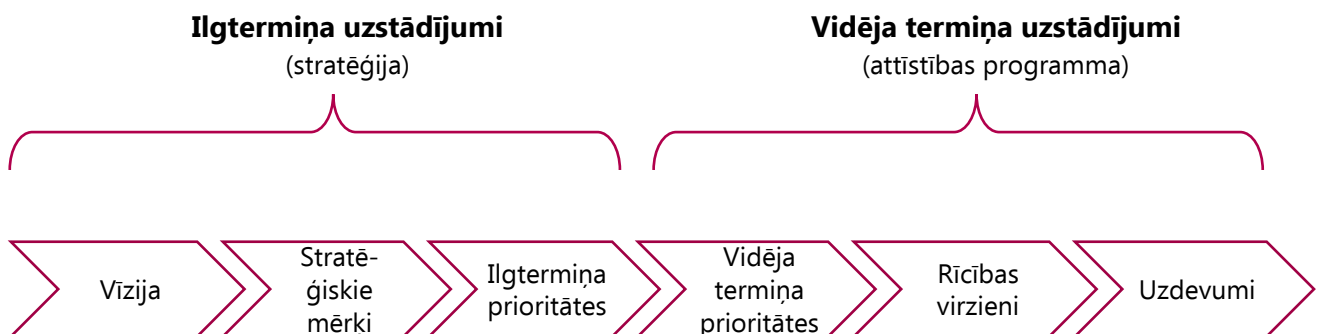 Ilgtermiņa uzstādījumi
(stratēģija)
Vidēja termiņa uzstādījumi
(attīstības programma)
Vīzija
Stratē-
ģiskie
mērķi
Ilgtermiņa
prioritātes
Vidēja
termiņa
prioritātes
Rīcības
virzieni
Uzdevumi